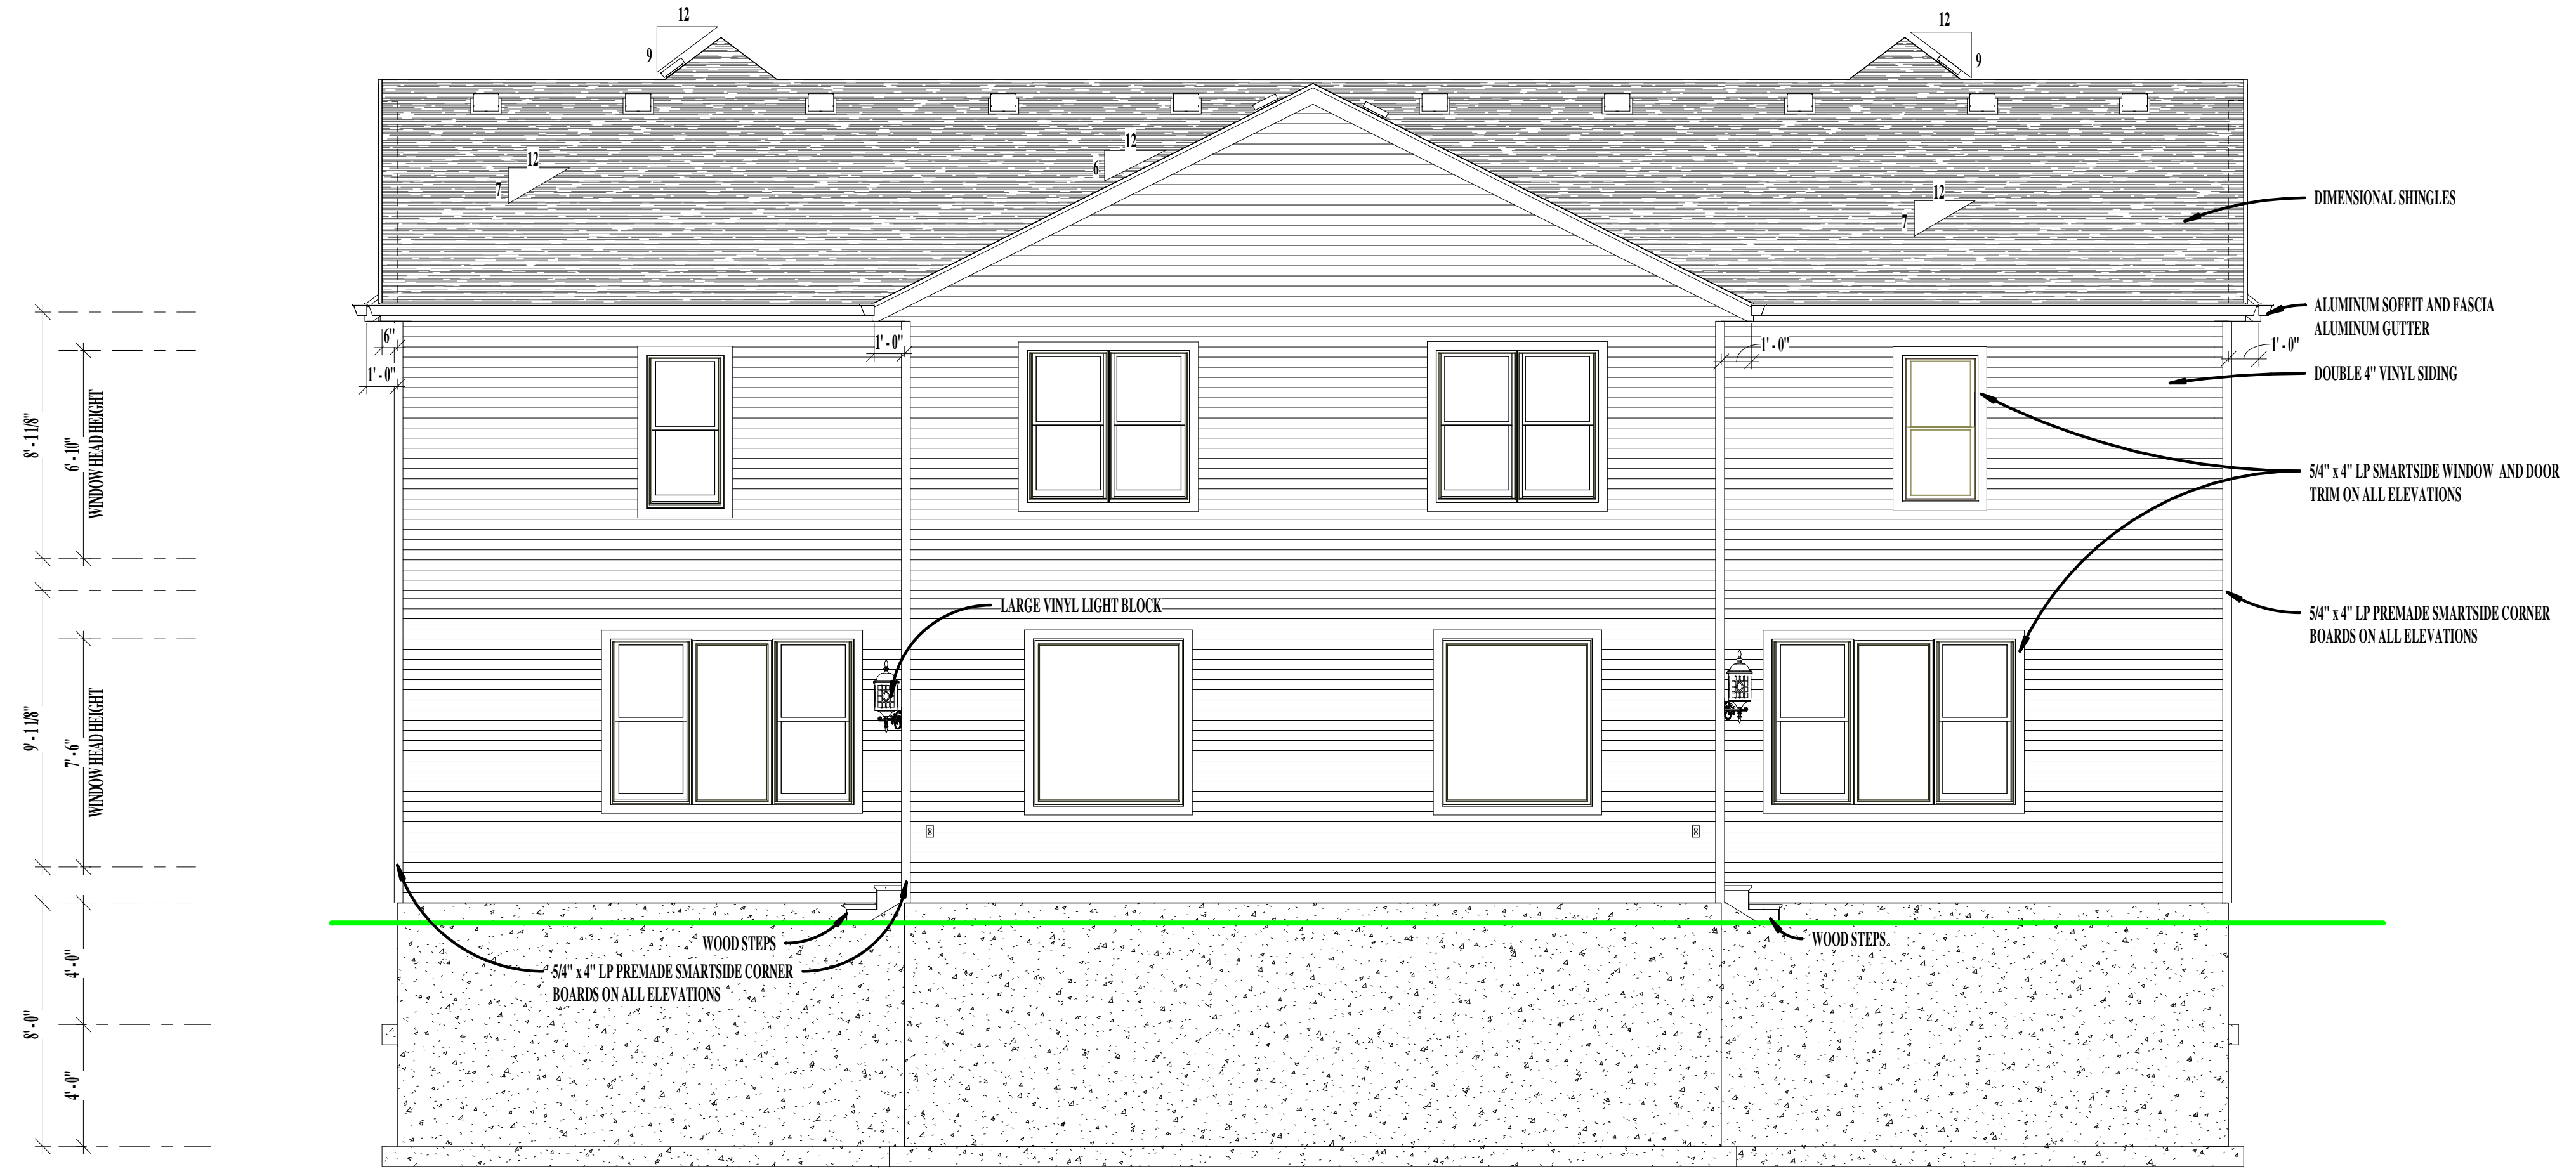 12
9
12
9
12
7
12
6
12
7
DIMENSIONAL SHINGLES
ALUMINUM SOFFIT AND FASCIA
ALUMINUM GUTTER
6"
1' - 0"
1' - 0"
1' - 0"
1' - 0"
DOUBLE 4" VINYL SIDING
8' - 1 1/8"
6' - 10"
WINDOW HEAD HEIGHT
5/4" x 4" LP SMARTSIDE WINDOW AND DOOR
TRIM ON ALL ELEVATIONS
LARGE VINYL LIGHT BLOCK
5/4" x 4" LP PREMADE SMARTSIDE CORNER
BOARDS ON ALL ELEVATIONS
9' - 1 1/8"
7' - 6"
WINDOW HEAD HEIGHT
WOOD STEPS
WOOD STEPS
5/4" x 4" LP PREMADE SMARTSIDE CORNER
BOARDS ON ALL ELEVATIONS
8' - 0"
4' - 0"
4' - 0"